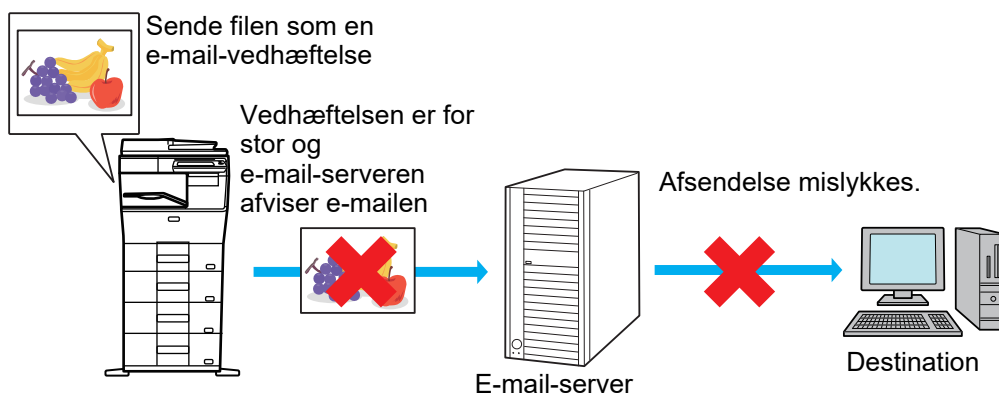 Sende filen som en
e-mail-vedhæftelse
Vedhæftelsen er for
stor og
e-mail-serveren
afviser e-mailen
Afsendelse mislykkes.
E-mail-server
Destination